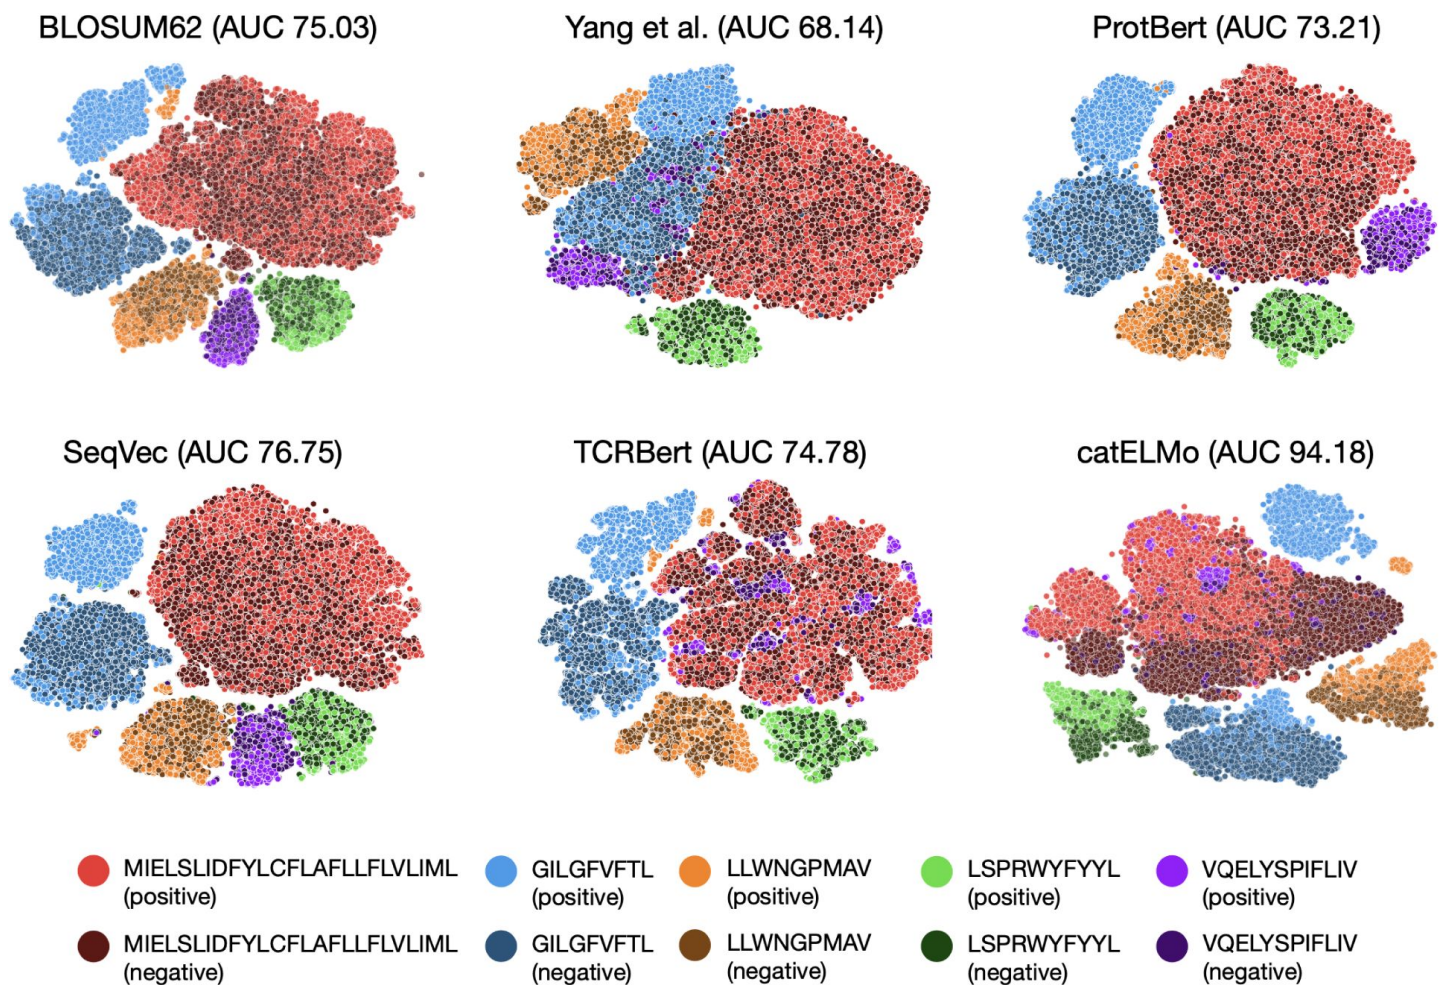 BLOSUM62 (AUC 75.03)
Yang et al. (AUC 68.14)
ProtBert (AUC 73.21)
SeqVec (AUC 76.75)
TCRBert (AUC 74.78)
catELMo (AUC 94.18)
MIELSLIDFYLCFLAFLLFLVLIML
(positive)
GILGFVFTL
(positive)
LLWNGPMAV
(positive)
LSPRWYFYYL
(positive)
VQELYSPIFLIV
(positive)
MIELSLIDFYLCFLAFLLFLVLIML
(negative)
GILGFVFTL
(negative)
LLWNGPMAV
(negative)
LSPRWYFYYL
(negative)
VQELYSPIFLIV
(negative)